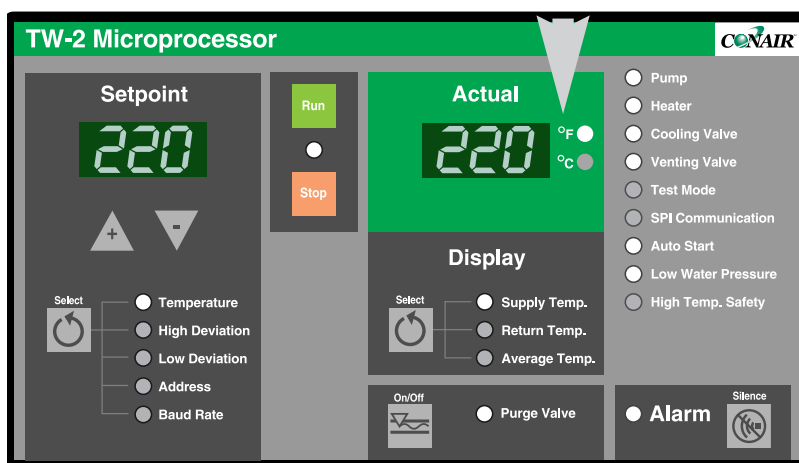 TW-2 Microprocessor
CONAIR
Setpoint
220
+
-
Select
Temperature
High Deviation
Low Deviation
Address
Baud Rate
Run
Stop
Actual
220
°F
°C
Display
Select
Supply Temp.
Return Temp.
Average Temp.
On/Off
Purge Valve
Pump
Heater
Cooling Valve
Venting Valve
Test Mode
SPI Communication
Auto Start
Low Water Pressure
High Temp. Safety
Alarm
Silence